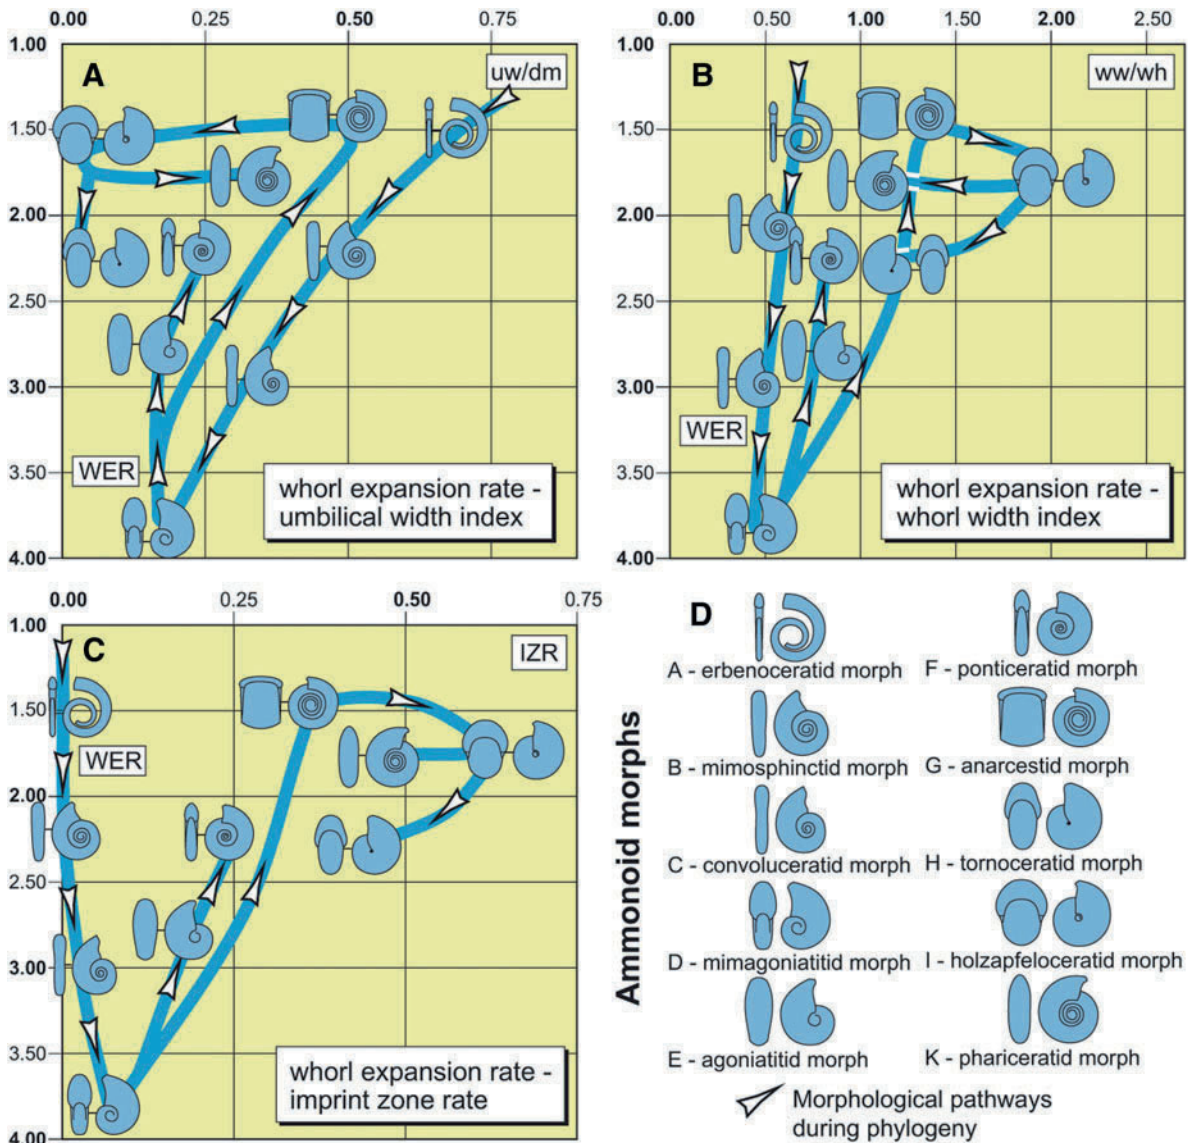 0.00 0.25 0.50 0.75
1.00
1.50
2.00
2.50
3.00
3.50
4.00
A
uw/dm
WER
whorl expansion rate -
umbilical width index
0.00 0.50 1.00 1.50 2.00 2.50
1.00
1.50
2.00
2.50
3.00
3.50
4.00
B
ww/wh
WER
whorl expansion rate -
whorl width index
0.00 0.25 0.50 0.75
1.00
1.50
2.00
2.50
3.00
3.50
4.00
C
IZR
WER
whorl expansion rate -
imprint zone rate
D
Ammonoid morphs
A - erbenoceratid morph
B - mimosphinctid morph
C - convoluceratid morph
D - mimagoniatitid morph
E - agoniatitid morph
F - ponticeratid morph
G - anarcestid morph
H - tornoceratid morph
I - holzapfeloceratid morph
K - phariceratid morph
Morphological pathways
during phylogeny